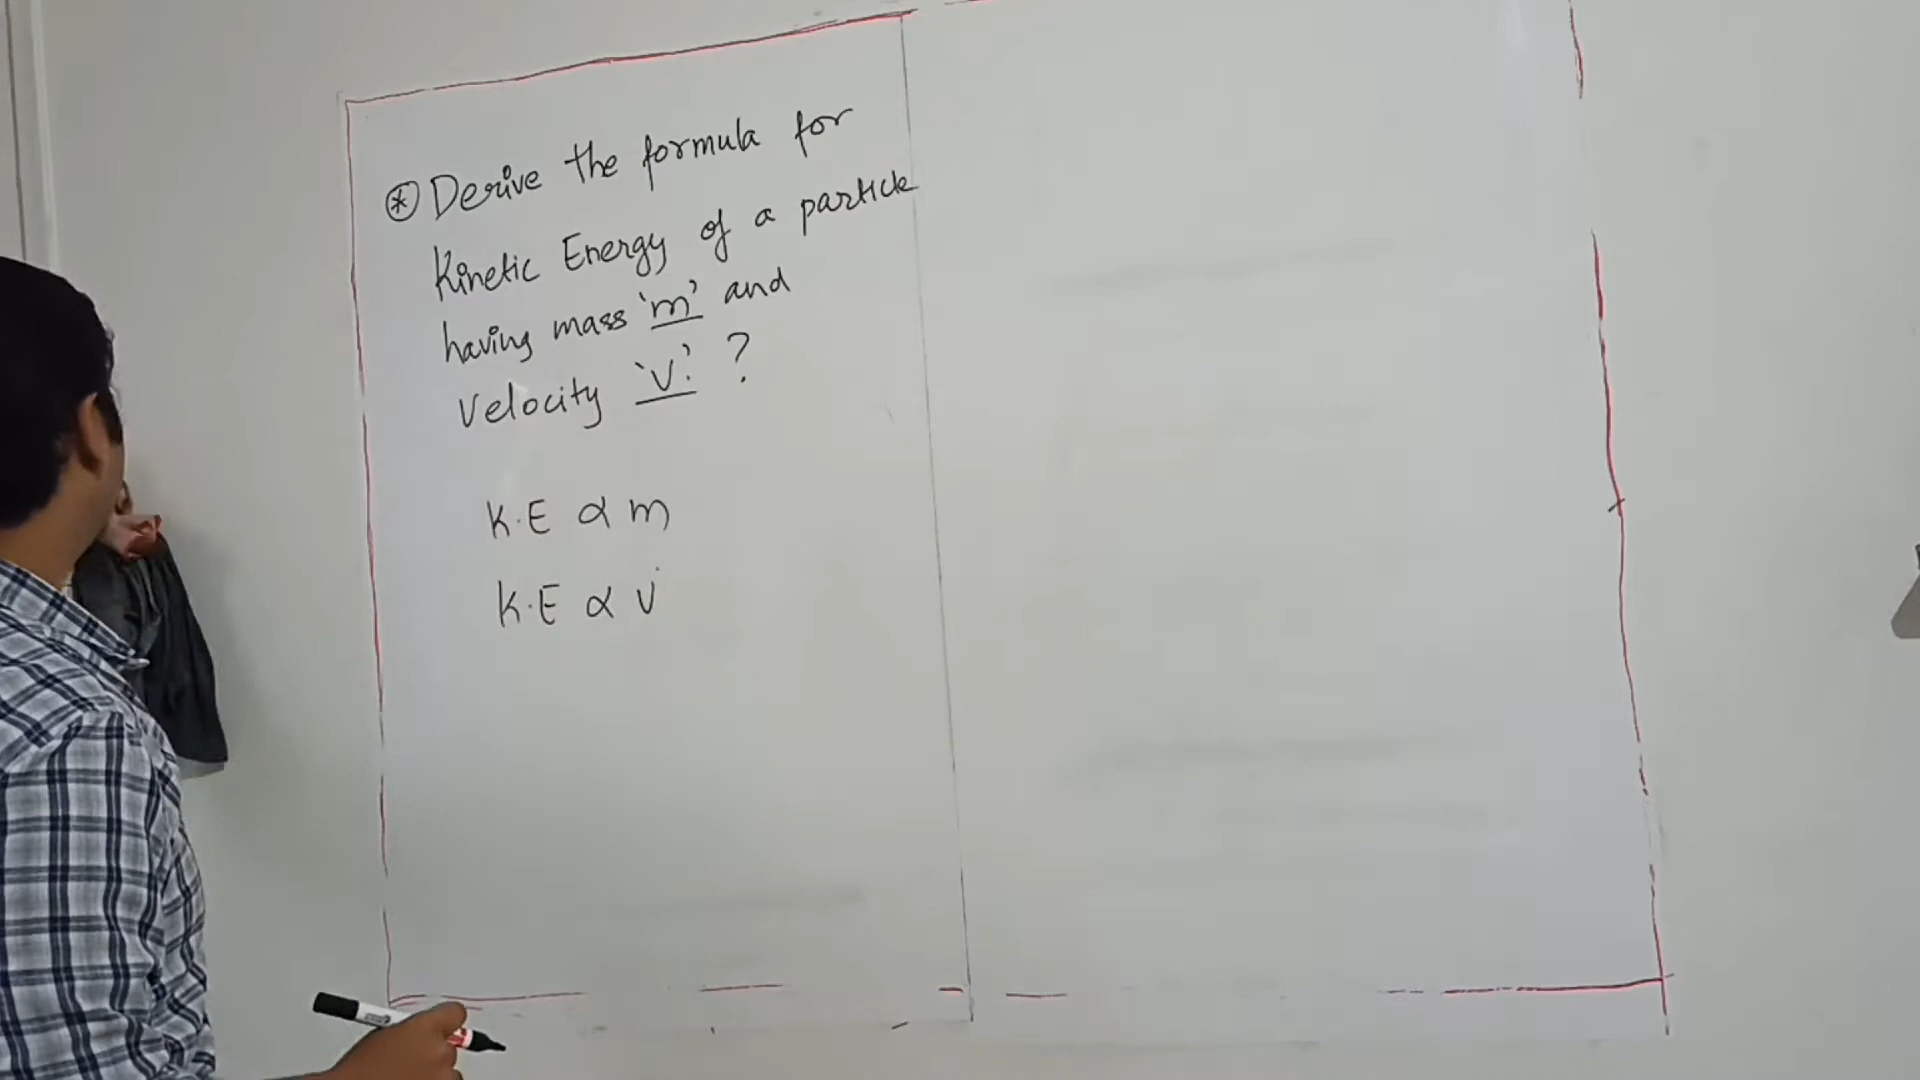 * Derive the formula for
Kinetic Energy of a particle
having mass 'm' and
Velocity 'v'. ?
K.E ∝ m
K.E ∝ v